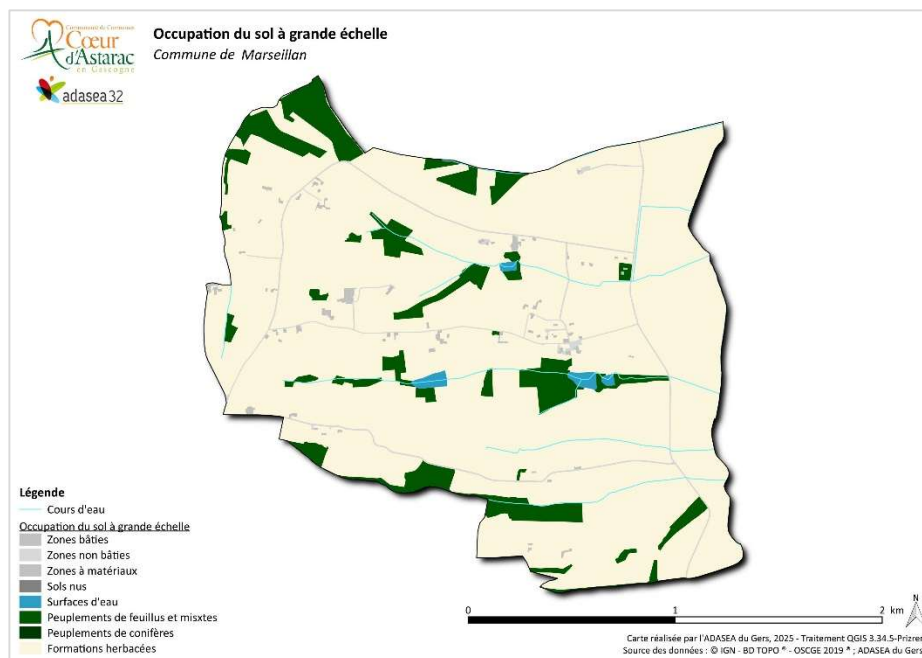 Communauté de Communes
Cœur
d'Astarac
en Gascogne
adasea32
Occupation du sol à grande échelle
Commune de Marseillan
Légende
Cours d'eau
Occupation du sol à grande échelle
Zones bâties
Zones non bâties
Zones à matériaux
Sols nus
Surfaces d'eau
Peuplements de feuillus et misxtes
Peuplements de conifères
Formations herbacées
0 1 2 km
N
Carte réalisée par l'ADASEA du Gers, 2025 - Traitement QGIS 3.34.5-Prizren
Source des données : © IGN - BD TOPO ® - OSCGE 2019 ® ; ADASEA du Gers